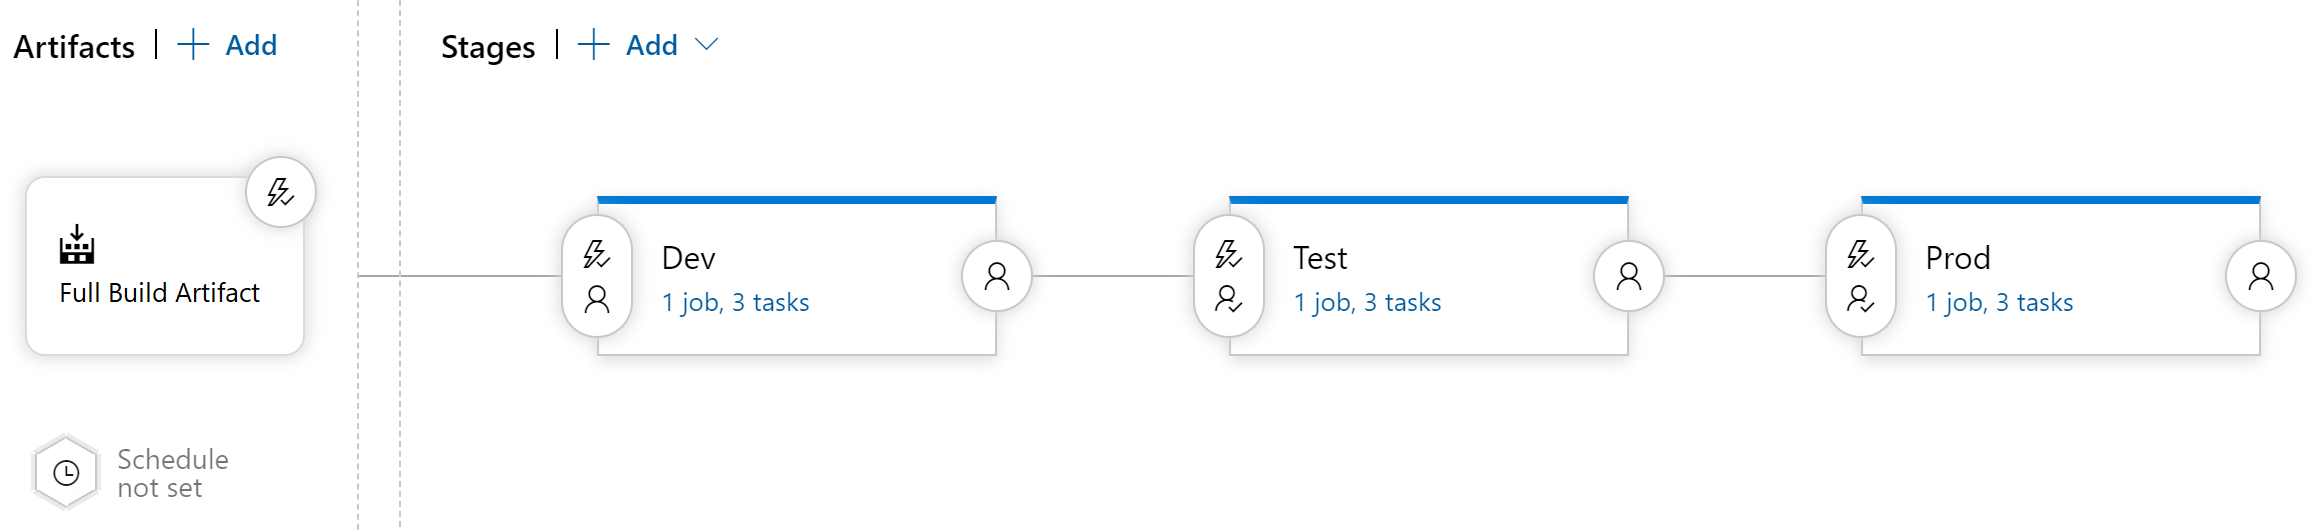 Artifacts | + Add
Stages | + Add
Full Build Artifact
Dev
1 job, 3 tasks
Test
1 job, 3 tasks
Prod
1 job, 3 tasks
Schedule
not set